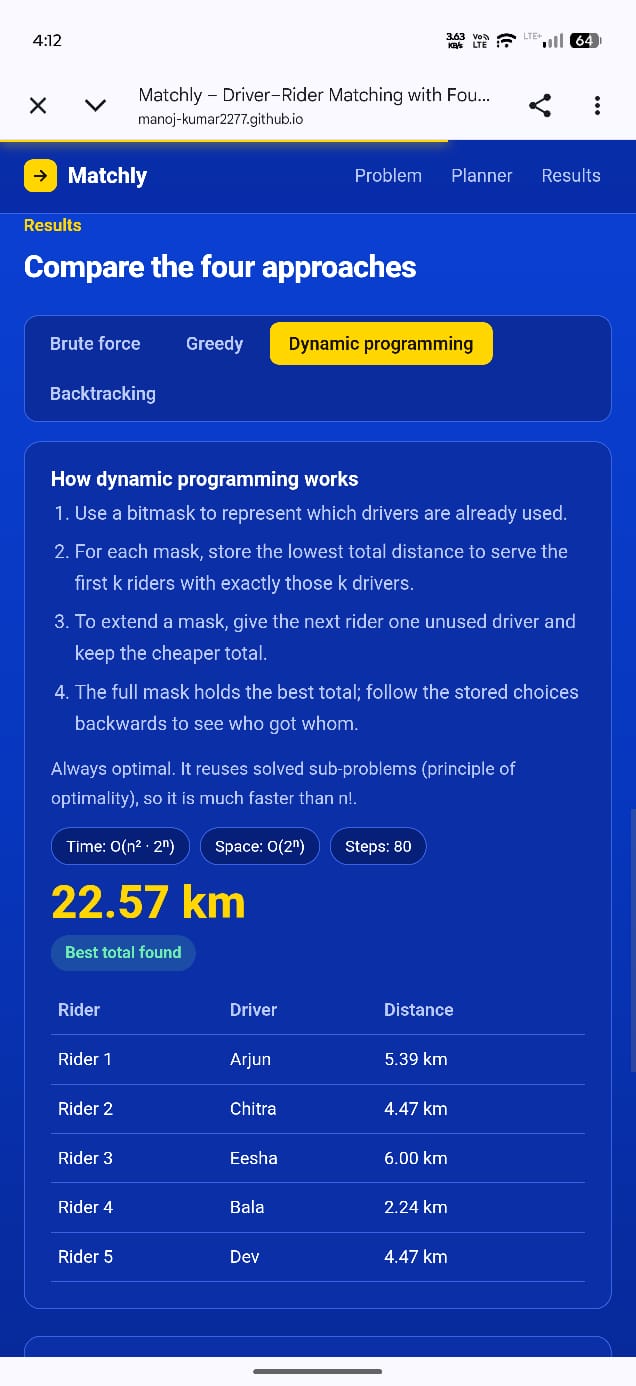 4:12
3.63 KB/s Vo LTE LTE+ 64
Matchly – Driver–Rider Matching with Fou...
manoj-kumar2277.github.io
Matchly
Problem Planner Results
Results
Compare the four approaches
Brute force Greedy Dynamic programming
Backtracking
How dynamic programming works
1. Use a bitmask to represent which drivers are already used.
2. For each mask, store the lowest total distance to serve the
first k riders with exactly those k drivers.
3. To extend a mask, give the next rider one unused driver and
keep the cheaper total.
4. The full mask holds the best total; follow the stored choices
backwards to see who got whom.
Always optimal. It reuses solved sub-problems (principle of
optimality), so it is much faster than n!.
Time: O(n² · 2ⁿ) Space: O(2ⁿ) Steps: 80
22.57 km
Best total found
Rider Driver Distance
Rider 1 Arjun 5.39 km
Rider 2 Chitra 4.47 km
Rider 3 Eesha 6.00 km
Rider 4 Bala 2.24 km
Rider 5 Dev 4.47 km